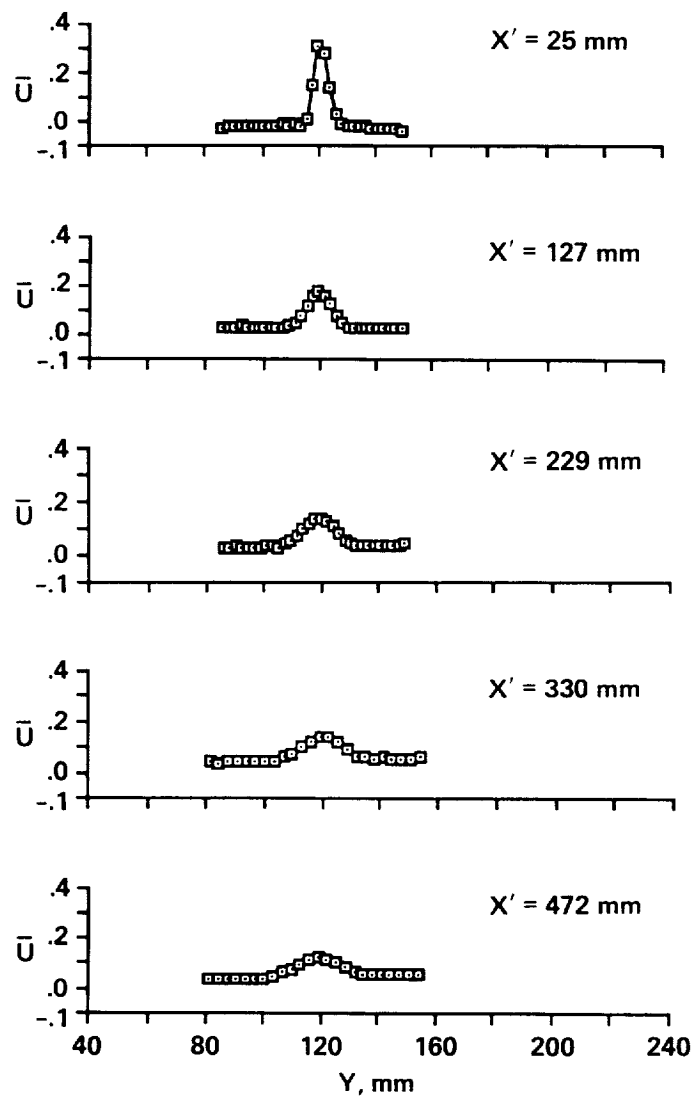 .4
X′ = 25 mm
.2
Ū
.0
-.1
.4
X′ = 127 mm
.2
Ū
.0
-.1
.4
X′ = 229 mm
.2
Ū
.0
-.1
.4
X′ = 330 mm
.2
Ū
.0
-.1
.4
X′ = 472 mm
.2
Ū
.0
-.1
40 80 120 160 200 240
Y, mm